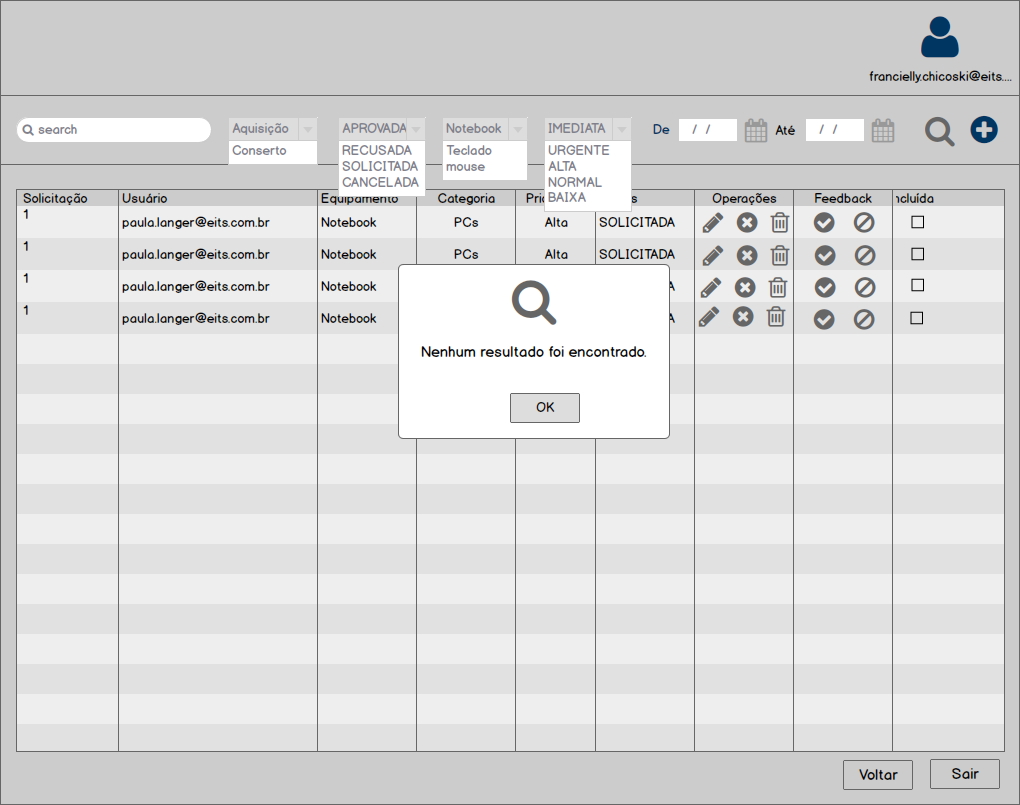 francielly.chicoski@eits....
search
Aquisição
Conserto
APROVADA
RECUSADA
SOLICITADA
CANCELADA
Notebook
Teclado
mouse
IMEDIATA
URGENTE
ALTA
NORMAL
BAIXA
De / / Até / /
Solicitação Usuário Equipamento Categoria Operações Feedback
1 paula.langer@eits.com.br Notebook PCs Alta SOLICITADA
1 paula.langer@eits.com.br Notebook PCs Alta SOLICITADA
1 paula.langer@eits.com.br Notebook
1 paula.langer@eits.com.br Notebook
Nenhum resultado foi encontrado.
OK
Voltar Sair